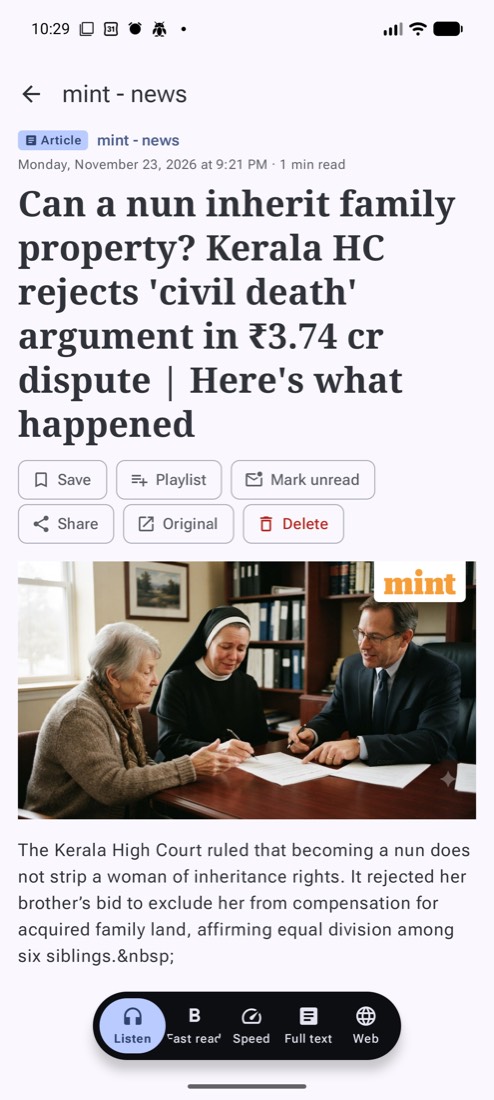 10:29
31
mint - news
Article mint - news
Monday, November 23, 2026 at 9:21 PM · 1 min read
Can a nun inherit family
property? Kerala HC
rejects 'civil death'
argument in ₹3.74 cr
dispute | Here's what
happened
Save Playlist Mark unread
Share Original Delete
mint
The Kerala High Court ruled that becoming a nun does
not strip a woman of inheritance rights. It rejected her
brother’s bid to exclude her from compensation for
acquired family land, affirming equal division among
six siblings.&nbsp;
B
Listen Fast read Speed Full text Web